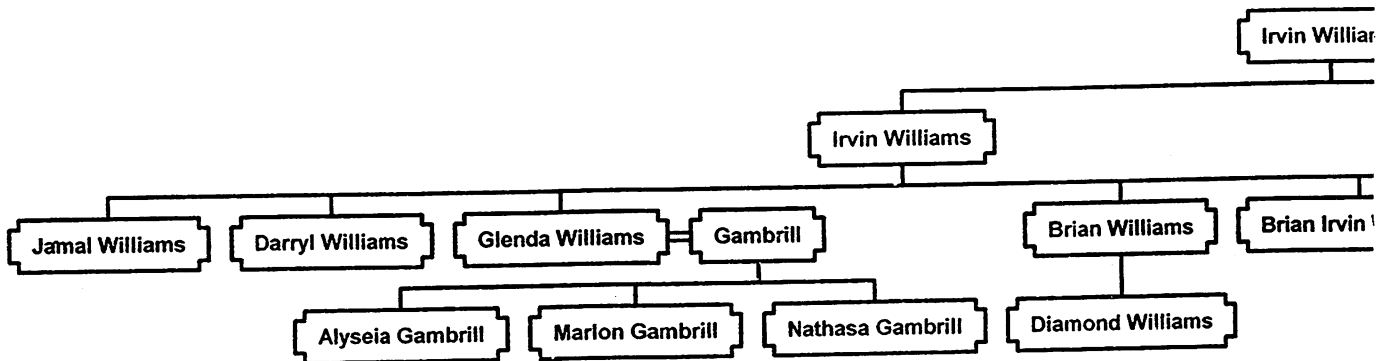 Irvin
Irvin Williams
Jamal Williams Darryl Williams Glenda Williams Gambrill Brian Williams Brian Irvin
Alyseia Gambrill Marlon Gambrill Nathasa Gambrill Diamond Williams